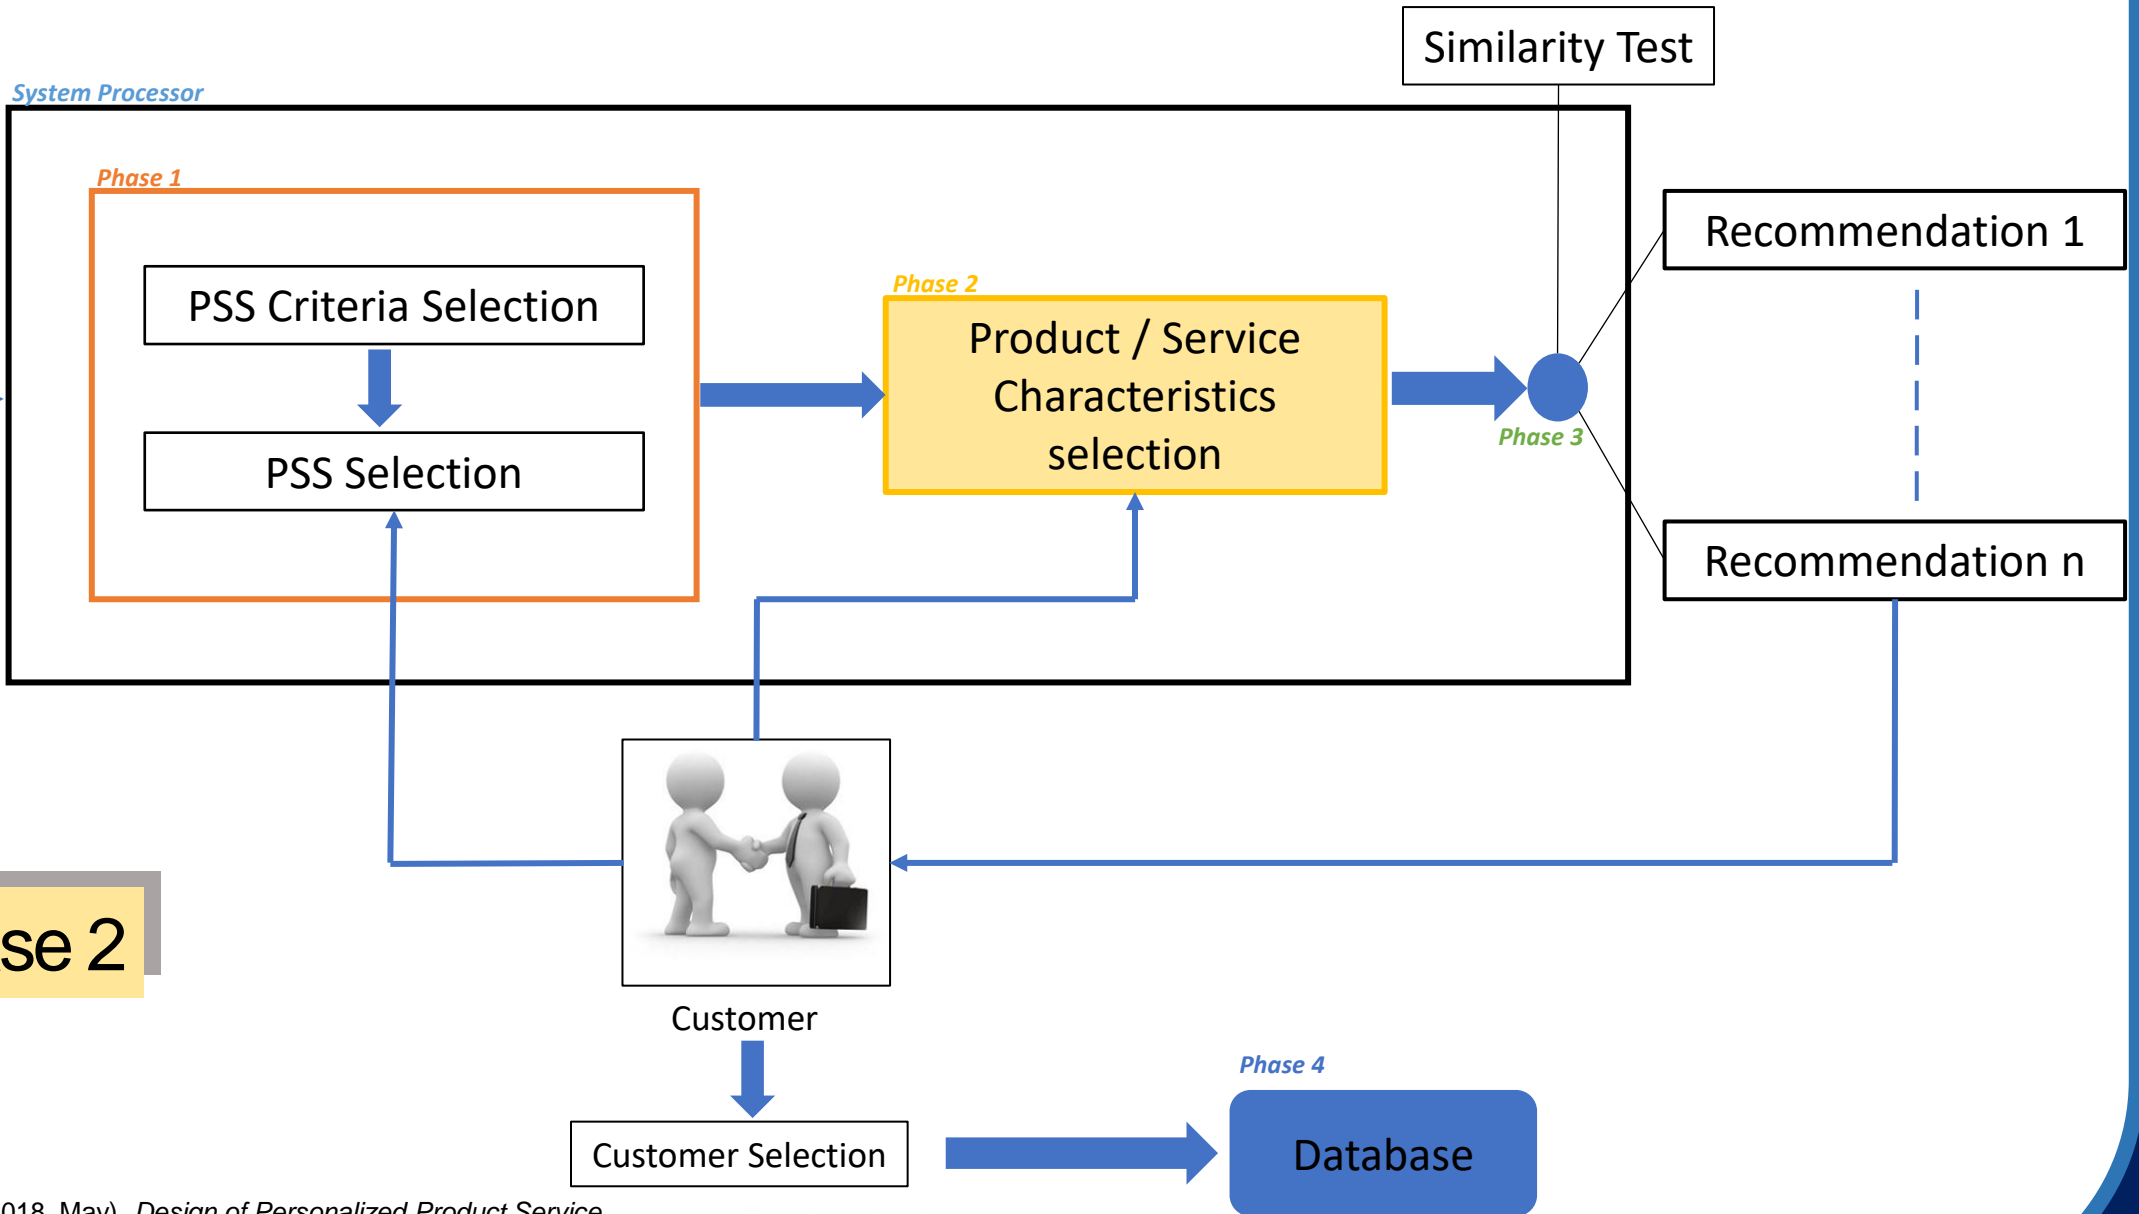 Similarity Test
System Processor
Phase 1
PSS Criteria Selection
PSS Selection
Phase 2
Product / Service
Characteristics
selection
Phase 3
Recommendation 1
Recommendation n
se 2
Customer
Customer Selection
Phase 4
Database
018, May). Design of Personalized Product Service